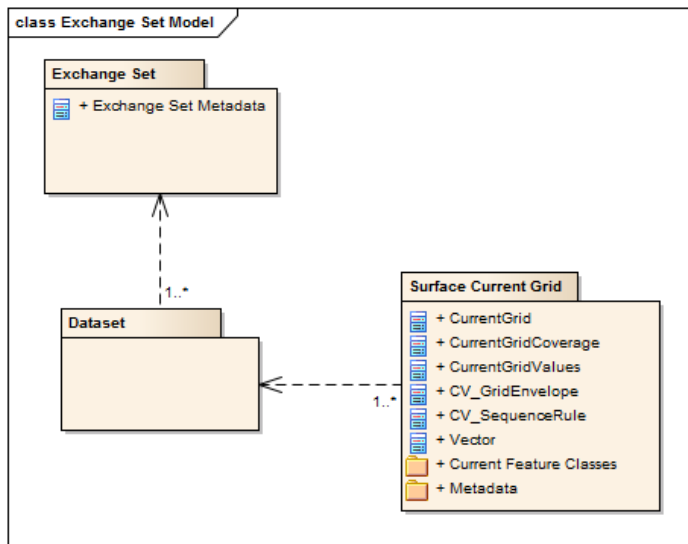 class Exchange Set Model
Exchange Set
+ Exchange Set Metadata
1..*
Dataset
Surface Current Grid
+ CurrentGrid
+ CurrentGridCoverage
+ CurrentGridValues
+ CV_GridEnvelope
+ CV_SequenceRule
+ Vector
+ Current Feature Classes
+ Metadata
1..*